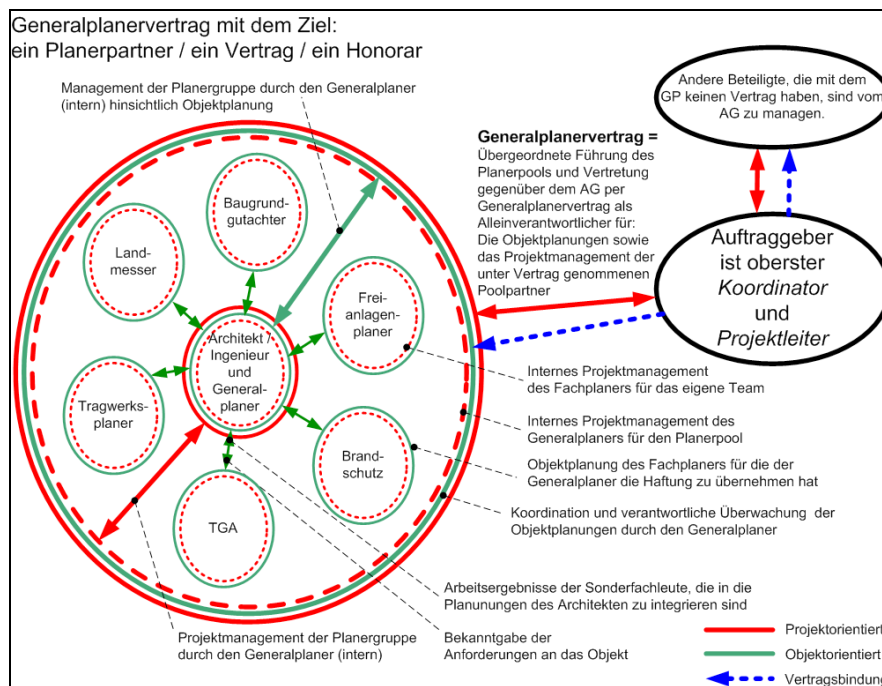 Generalplanervertrag mit dem Ziel:
ein Planerpartner / ein Vertrag / ein Honorar
Management der Planergruppe durch den Generalplaner
(intern) hinsichtlich Objektplanung
Andere Beteiligte, die mit dem
GP keinen Vertrag haben, sind vom
AG zu managen.
Generalplanervertrag =
Übergeordnete Führung des
Planerpools und Vertretung
gegenüber dem AG per
Generalplanervertrag als
Alleinverantwortlicher für:
Die Objektplanungen sowie
das Projektmanagement der
unter Vertrag genommenen
Poolpartner
Auftraggeber
ist oberster
Koordinator
und
Projektleiter
Baugrund-
gutachter
Land-
messer
Frei-
anlagen-
planer
Architekt /
Ingenieur
und
General-
planer
Tragwerks-
planer
Brand-
schutz
TGA
Internes Projektmanagement
des Fachplaners für das eigene Team
Internes Projektmanagement des
Generalplaners für den Planerpool
Objektplanung des Fachplaners für die der
Generalplaner die Haftung zu übernehmen hat
Koordination und verantwortliche Überwachung der
Objektplanungen durch den Generalplaner
Arbeitsergebnisse der Sonderfachleute, die in die
Planunungen des Architekten zu integrieren sind
Projektmanagement der Planergruppe
durch den Generalplaner (intern)
Bekanntgabe der
Anforderungen an das Objekt
Projektorientiert
Objektorientiert
Vertragsbindung